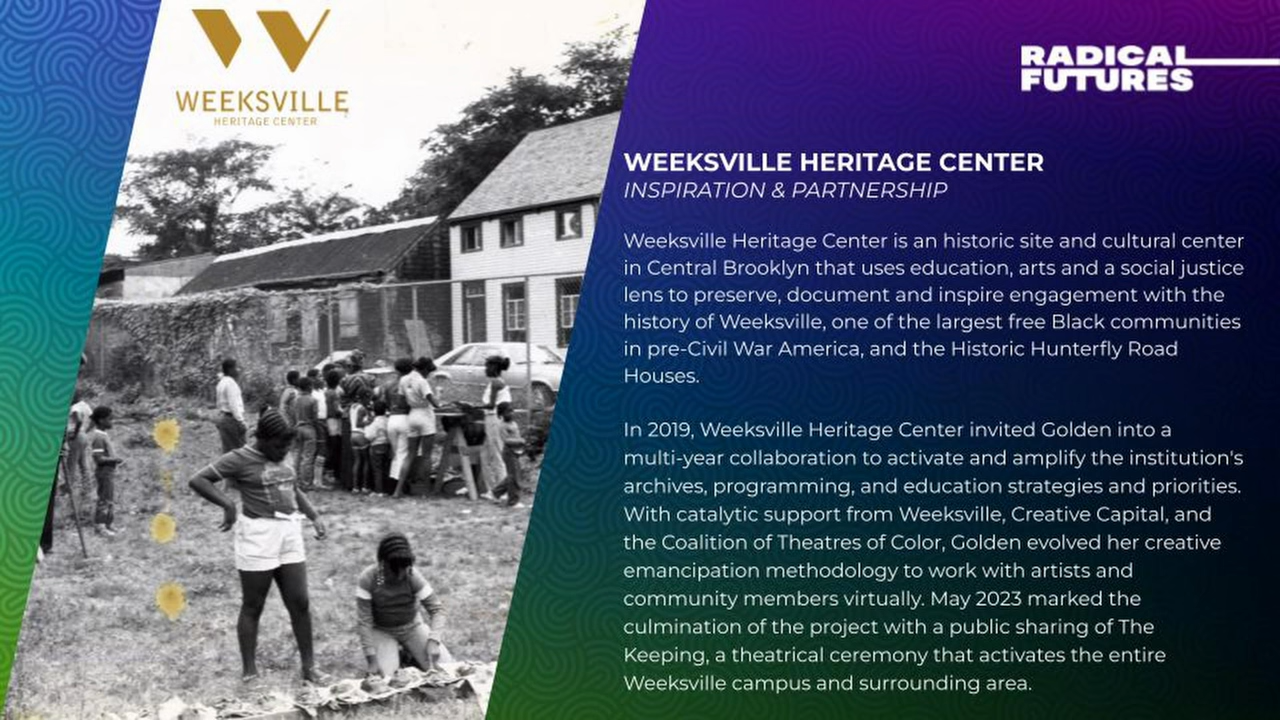 WEEKSVILLE
HERITAGE CENTER
RADICAL
FUTURES
WEEKSVILLE HERITAGE CENTER
INSPIRATION & PARTNERSHIP
Weeksville Heritage Center is an historic site and cultural center
in Central Brooklyn that uses education, arts and a social justice
lens to preserve, document and inspire engagement with the
history of Weeksville, one of the largest free Black communities
in pre-Civil War America, and the Historic Hunterfly Road
Houses.
In 2019, Weeksville Heritage Center invited Golden into a
multi-year collaboration to activate and amplify the institution's
archives, programming, and education strategies and priorities.
With catalytic support from Weeksville, Creative Capital, and
the Coalition of Theatres of Color, Golden evolved her creative
emancipation methodology to work with artists and
community members virtually. May 2023 marked the
culmination of the project with a public sharing of The
Keeping, a theatrical ceremony that activates the entire
Weeksville campus and surrounding area.